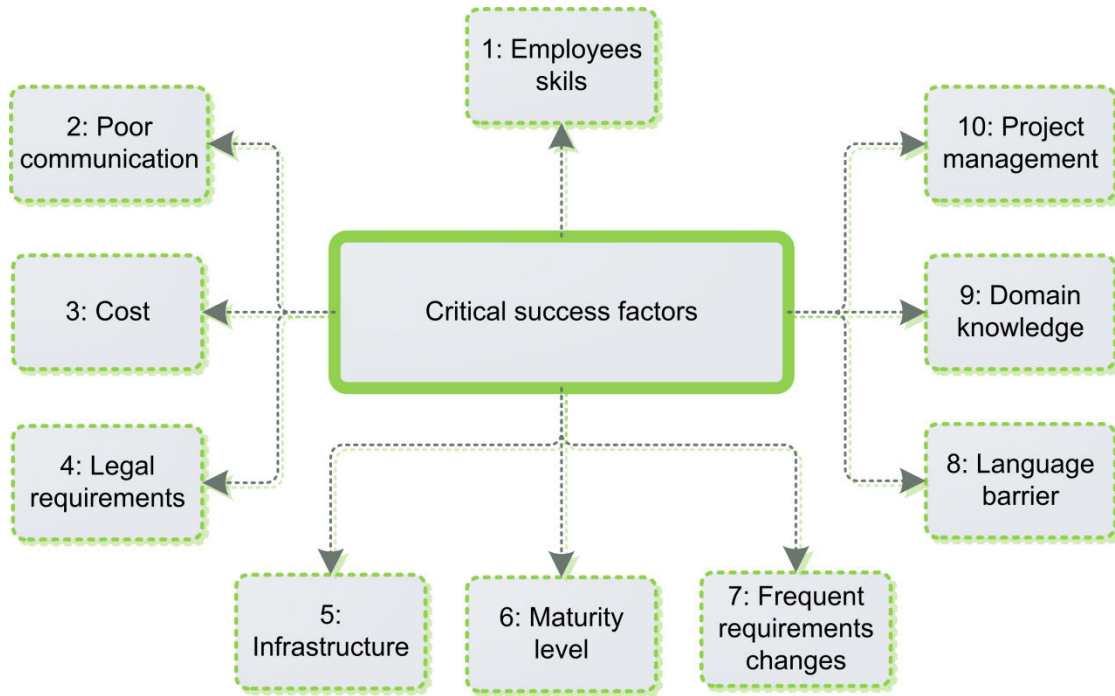 1: Employees
skils
2: Poor
communication
10: Project
management
Critical success factors
3: Cost
9: Domain
knowledge
4: Legal
requirements
8: Language
barrier
5:
Infrastructure
6: Maturity
level
7: Frequent
requirements
changes